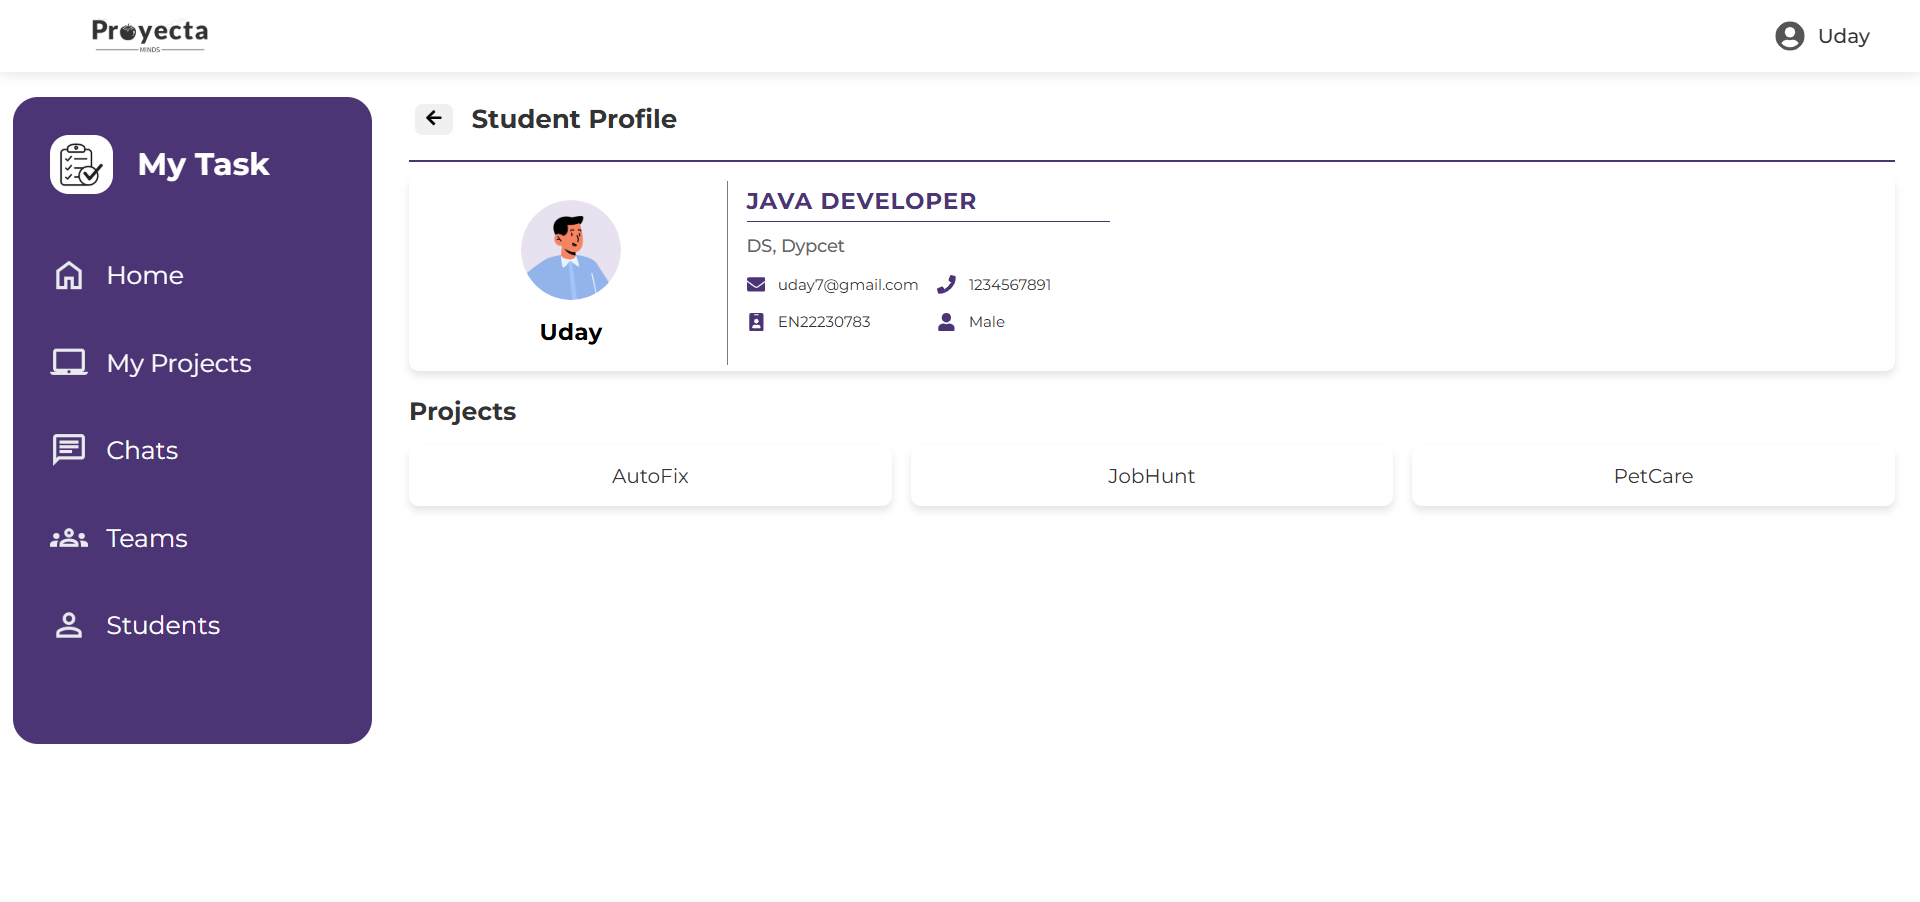 Proyecta
MINDS
Uday
My Task
Home
My Projects
Chats
Teams
Students
Student Profile
Uday
JAVA DEVELOPER
DS, Dypcet
uday7@gmail.com 1234567891
EN22230783 Male
Projects
AutoFix JobHunt PetCare